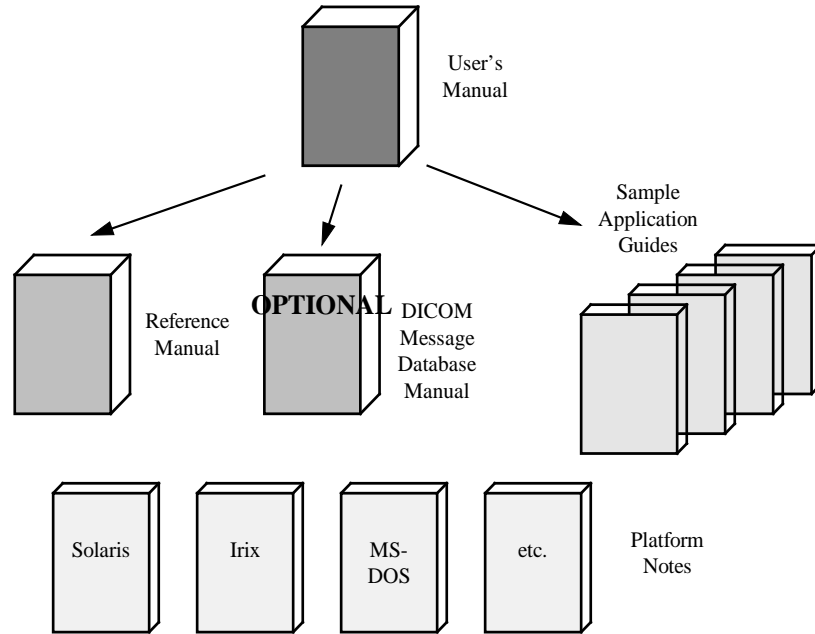 User's
Manual
Sample
Application
Guides
Reference
Manual
OPTIONAL
DICOM
Message
Database
Manual
Solaris
Irix
MS-
DOS
etc.
Platform
Notes